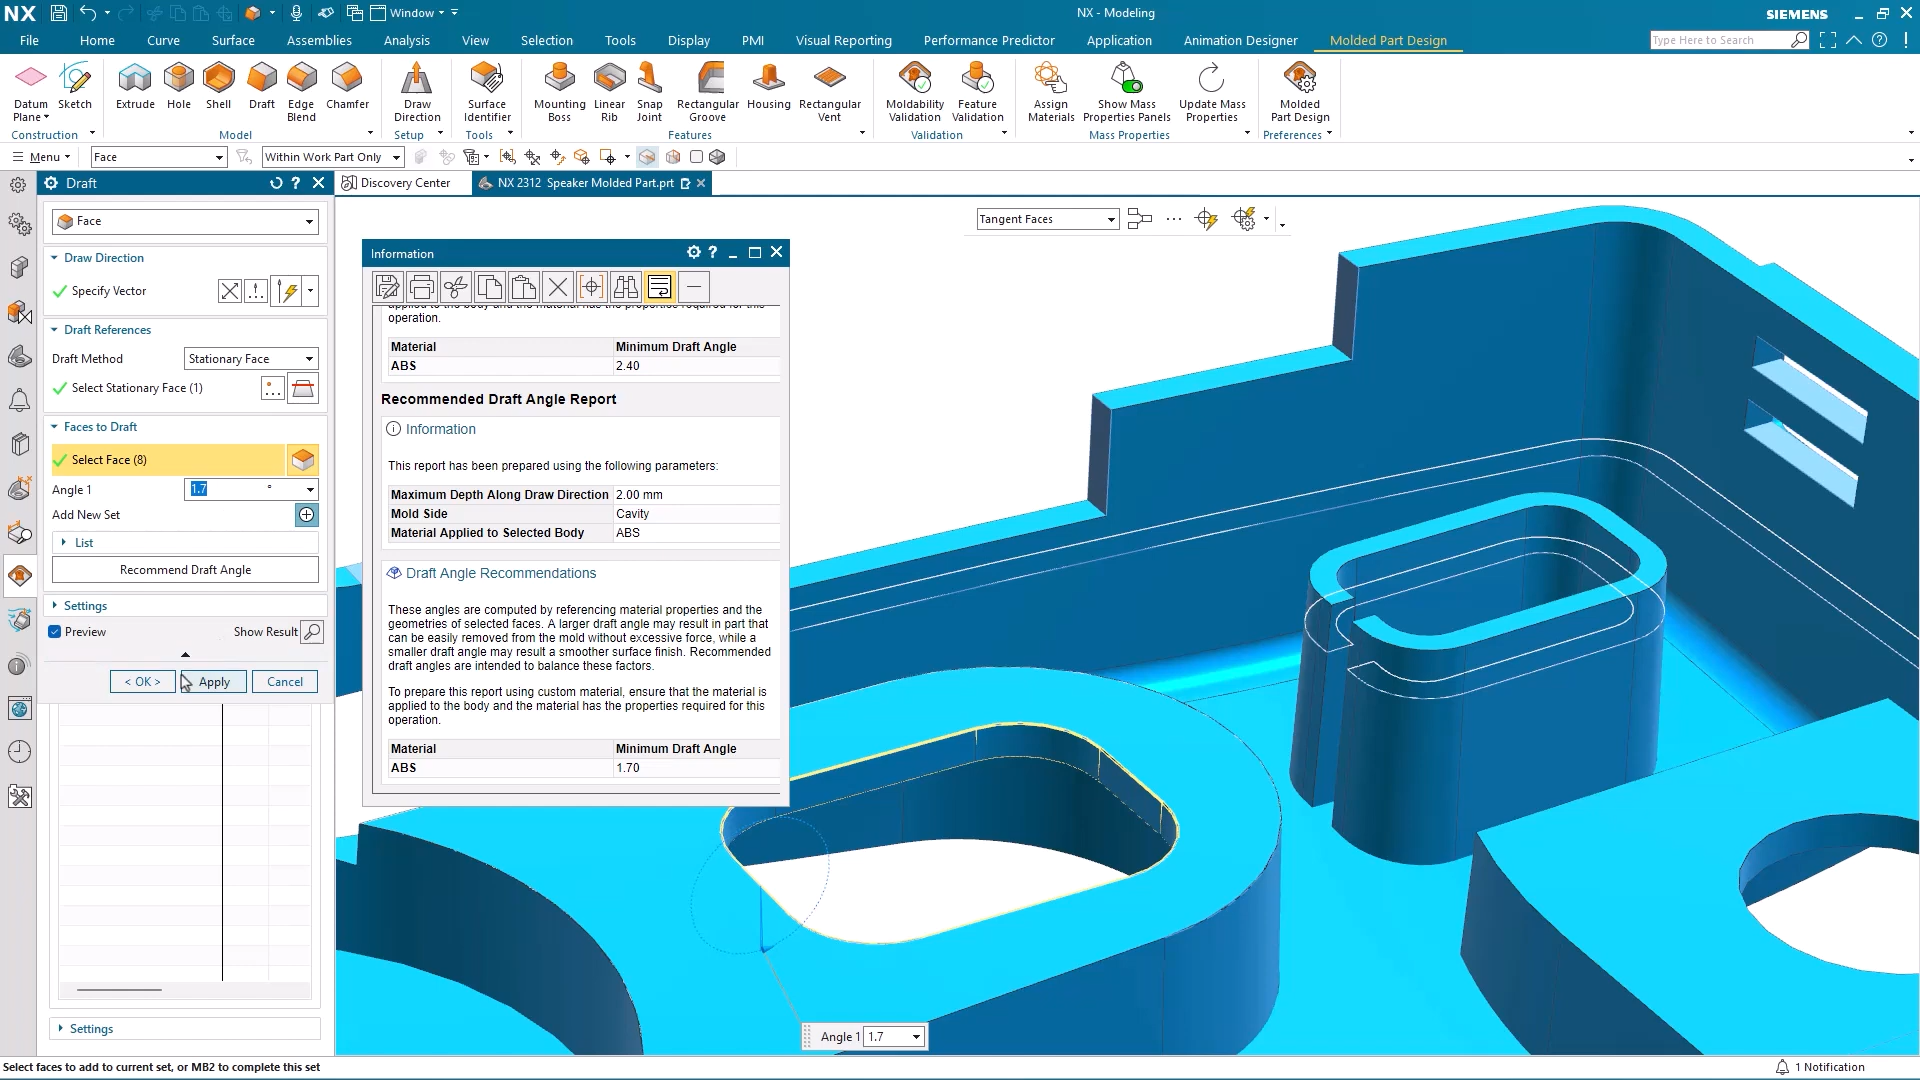 NX
Window
NX - Modeling
SIEMENS
File Home Curve Surface Assemblies Analysis View Selection Tools Display PMI Visual Reporting Performance Predictor Application Animation Designer Molded Part Design
Type Here to Search
Datum Plane Sketch Extrude Hole Shell Draft Edge Blend Chamfer Draw Direction Surface Identifier Mounting Boss Linear Rib Snap Joint Rectangular Groove Housing Rectangular Vent Moldability Validation Feature Validation Assign Materials Show Mass Properties Panels Update Mass Properties Molded Part Design
Construction Model Setup Tools Features Validation Mass Properties Preferences
Menu Face Within Work Part Only
Draft
Discovery Center
NX 2312 Speaker Molded Part.prt
Face
Tangent Faces
Draw Direction
Specify Vector
Draft References
Draft Method Stationary Face
Select Stationary Face (1)
Faces to Draft
Select Face (8)
Angle 1 1.7 °
Add New Set
List
Recommend Draft Angle
Settings
Preview Show Result
< OK > Apply Cancel
Settings
Information
operation.
Material Minimum Draft Angle
ABS 2.40
Recommended Draft Angle Report
Information
This report has been prepared using the following parameters:
Maximum Depth Along Draw Direction 2.00 mm
Mold Side Cavity
Material Applied to Selected Body ABS
Draft Angle Recommendations
These angles are computed by referencing material properties and the
geometries of selected faces. A larger draft angle may result in part that
can be easily removed from the mold without excessive force, while a
smaller draft angle may result a smoother surface finish. Recommended
draft angles are intended to balance these factors.
To prepare this report using custom material, ensure that the material is
applied to the body and the material has the properties required for this
operation.
Material Minimum Draft Angle
ABS 1.70
Angle 1 1.7
Select faces to add to current set, or MB2 to complete this set
1 Notification